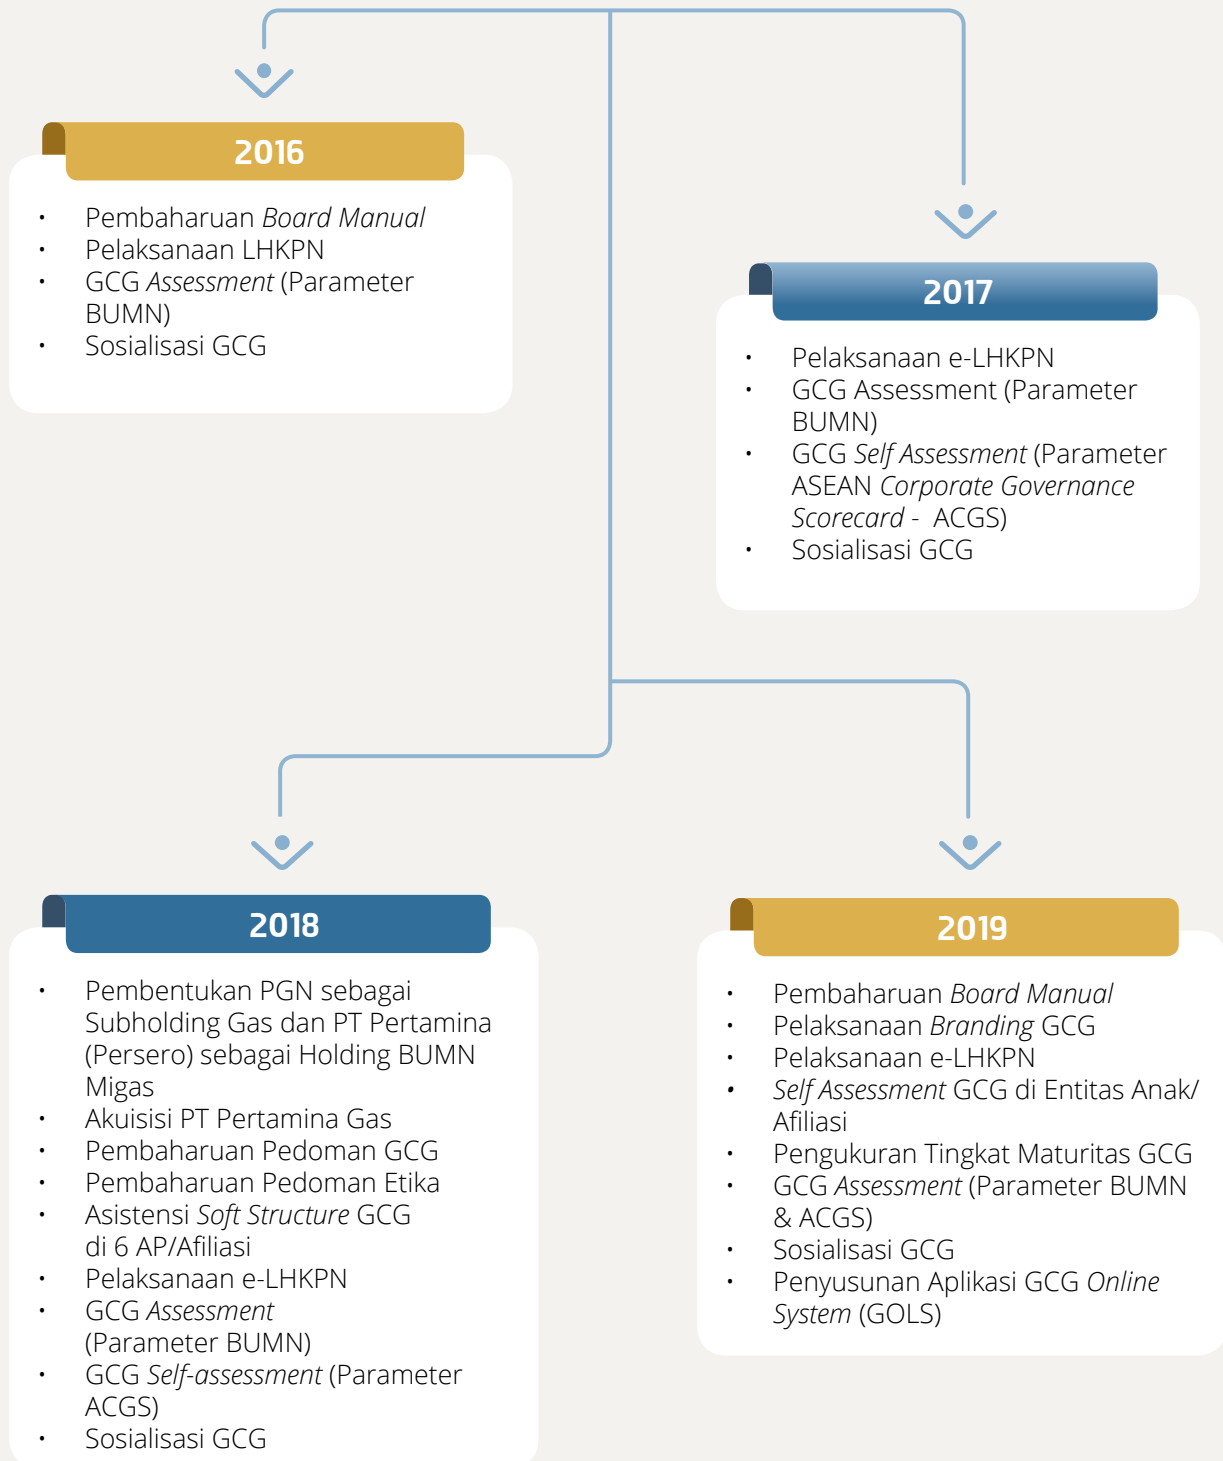 2016
• Pembaharuan Board Manual
• Pelaksanaan LHKPN
• GCG Assessment (Parameter
BUMN)
• Sosialisasi GCG
2017
• Pelaksanaan e-LHKPN
• GCG Assessment (Parameter
BUMN)
• GCG Self Assessment (Parameter
ASEAN Corporate Governance
Scorecard - ACGS)
• Sosialisasi GCG
2018
• Pembentukan PGN sebagai
Subholding Gas dan PT Pertamina
(Persero) sebagai Holding BUMN
Migas
• Akuisisi PT Pertamina Gas
• Pembaharuan Pedoman GCG
• Pembaharuan Pedoman Etika
• Asistensi Soft Structure GCG
di 6 AP/Afiliasi
• Pelaksanaan e-LHKPN
• GCG Assessment
(Parameter BUMN)
• GCG Self-assessment (Parameter
ACGS)
• Sosialisasi GCG
2019
• Pembaharuan Board Manual
• Pelaksanaan Branding GCG
• Pelaksanaan e-LHKPN
• Self Assessment GCG di Entitas Anak/
Afiliasi
• Pengukuran Tingkat Maturitas GCG
• GCG Assessment (Parameter BUMN
& ACGS)
• Sosialisasi GCG
• Penyusunan Aplikasi GCG Online
System (GOLS)